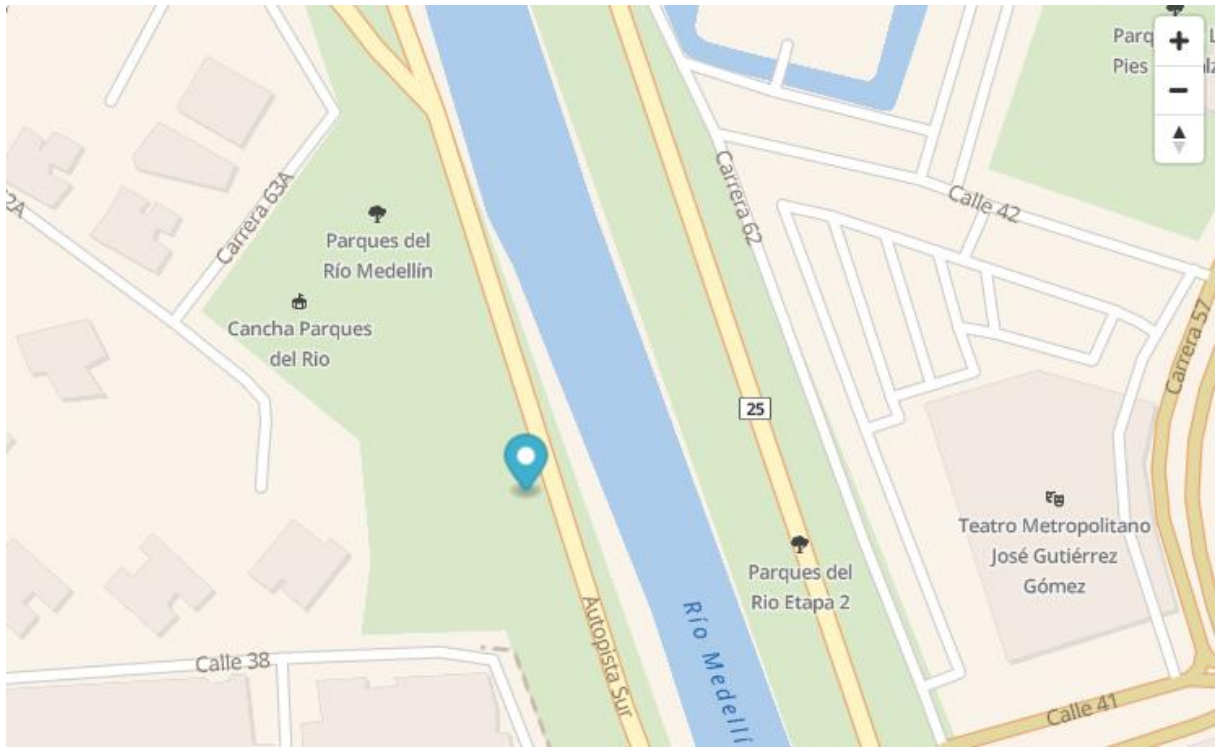 Parques del
Río Medellín
Cancha Parques
del Rio
Carrera 63A
2A
Calle 38
Autopista Sur
Río Medellí
25
Parques del
Rio Etapa 2
Carrera 62
Calle 42
Carrera 57
Teatro Metropolitano
José Gutiérrez
Gómez
Calle 41
Pies
+
−